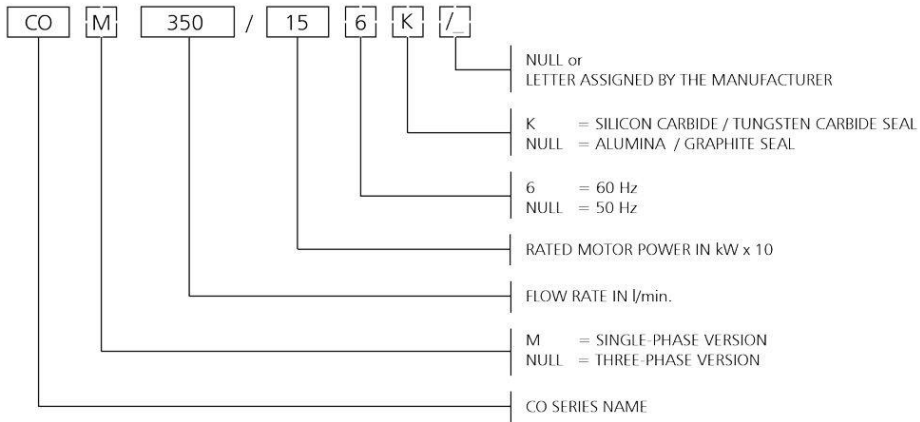 CO M 350 / 15 6 K /_
NULL or
LETTER ASSIGNED BY THE MANUFACTURER
K = SILICON CARBIDE / TUNGSTEN CARBIDE SEAL
NULL = ALUMINA / GRAPHITE SEAL
6 = 60 Hz
NULL = 50 Hz
RATED MOTOR POWER IN kW x 10
FLOW RATE IN l/min.
M = SINGLE-PHASE VERSION
NULL = THREE-PHASE VERSION
CO SERIES NAME